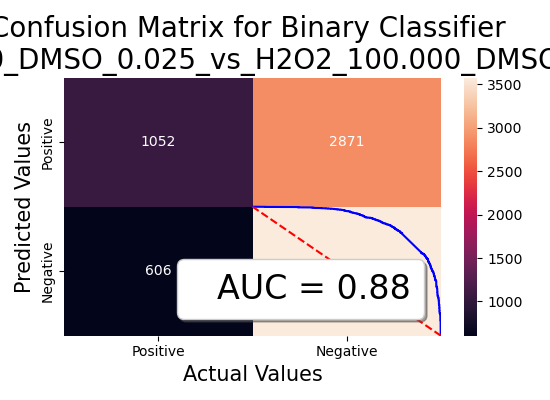 Confusion Matrix for Binary Classifier
0_DMSO_0.025_vs_H2O2_100.000_DMSO
Predicted Values
Positive
Negative
1052
2871
606
AUC = 0.88
Positive
Negative
Actual Values
3500
3000
2500
2000
1500
1000